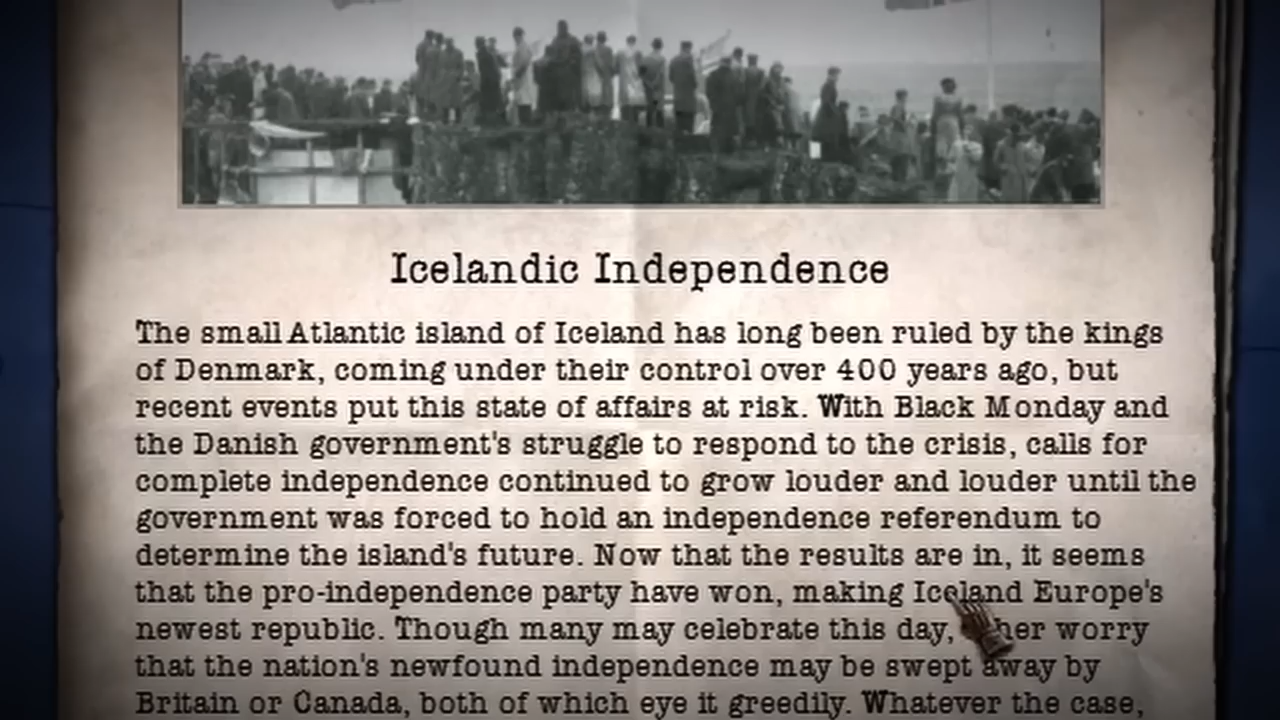 Icelandic Independence
The small Atlantic island of Iceland has long been ruled by the kings
of Denmark, coming under their control over 400 years ago, but
recent events put this state of affairs at risk. With Black Monday and
the Danish government's struggle to respond to the crisis, calls for
complete independence continued to grow louder and louder until the
government was forced to hold an independence referendum to
determine the island's future. Now that the results are in, it seems
that the pro-independence party have won, making Iceland Europe's
newest republic. Though many may celebrate this day, worry
that the nation's newfound independence may be swept away by
Britain or Canada, both of which eye it greedily. Whatever the case,